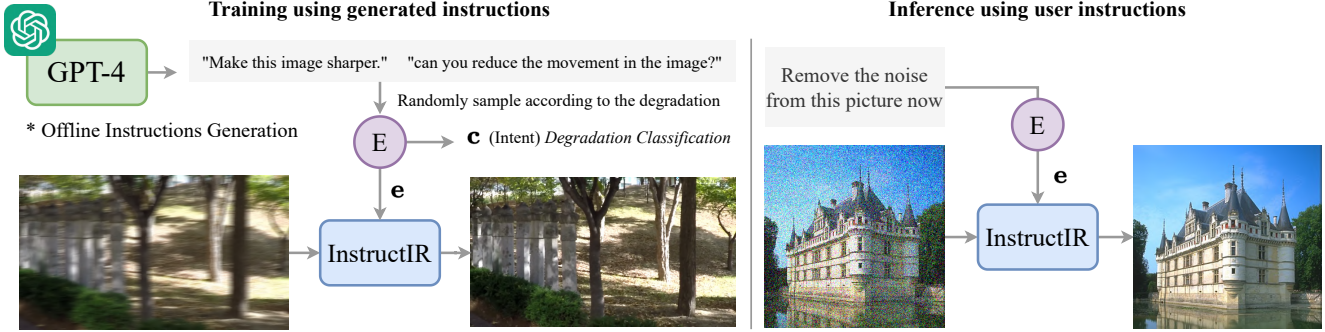 Training using generated instructions
GPT-4
"Make this image sharper." "can you reduce the movement in the image?"
Randomly sample according to the degradation
* Offline Instructions Generation
E
c (Intent) Degradation Classification
e
InstructIR
Inference using user instructions
Remove the noise
from this picture now
E
e
InstructIR